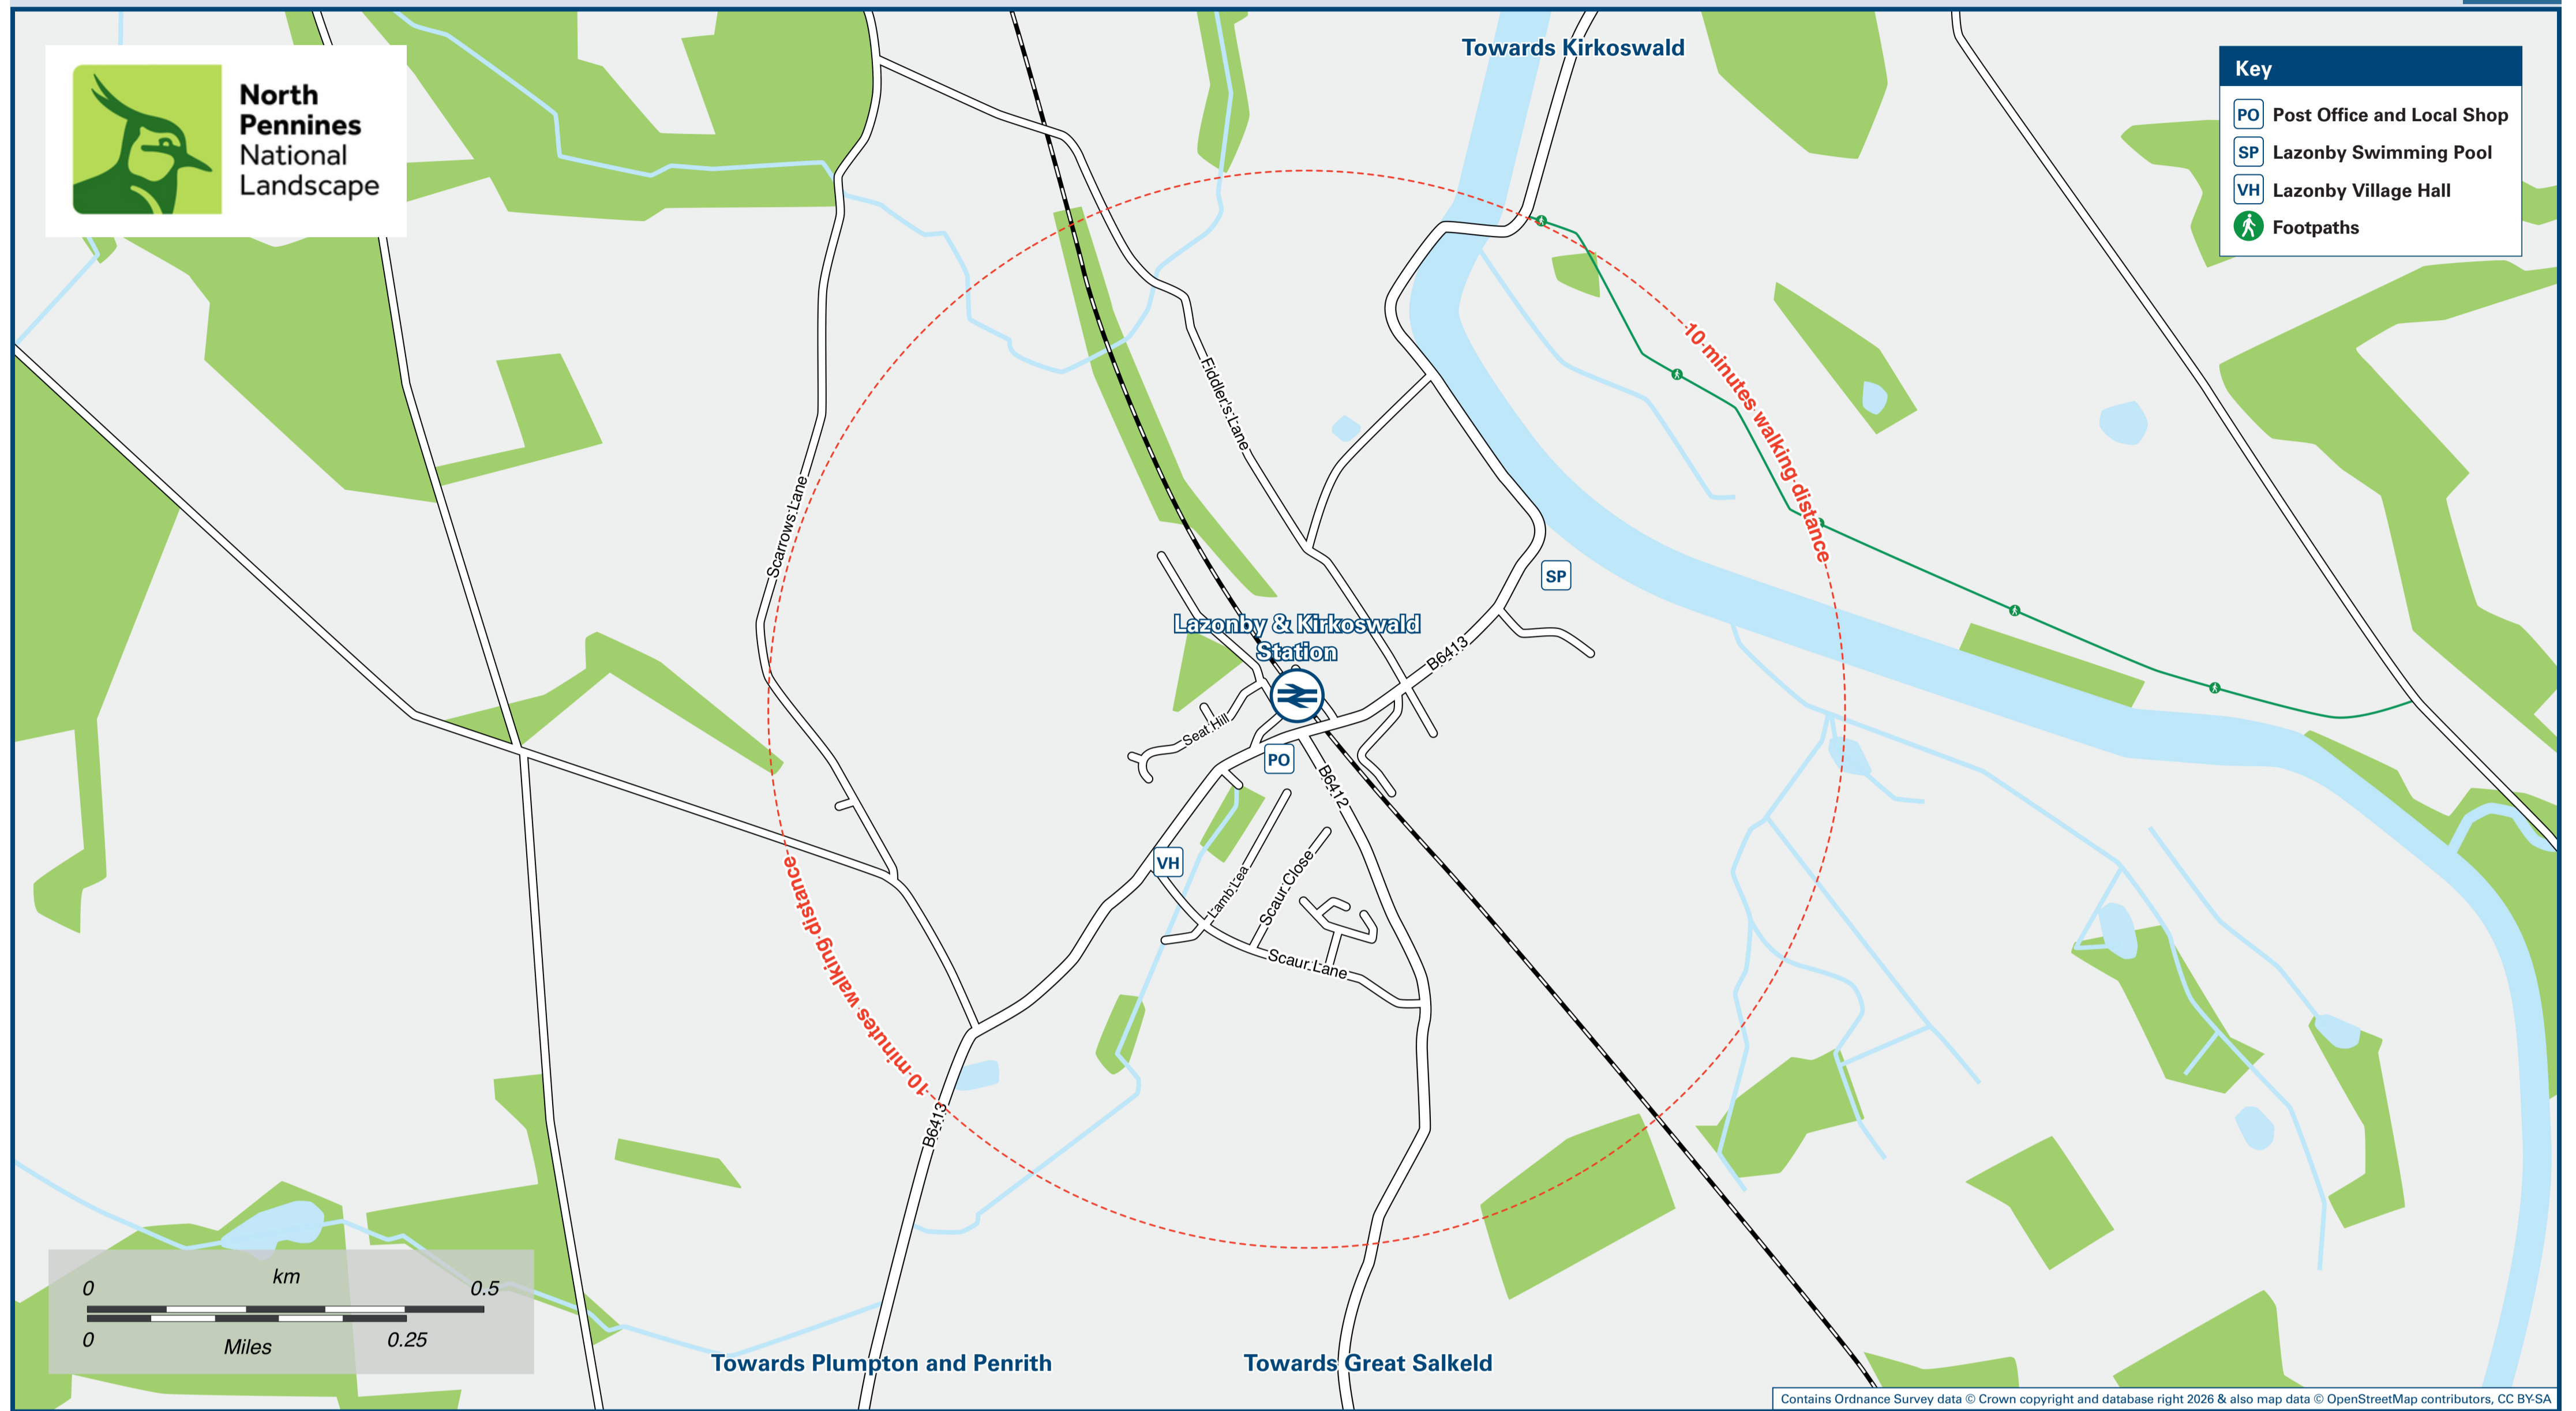 Towards Kirkoswald
North
Pennines
National
Landscape
Key
PO Post Office and Local Shop
SP Lazonby Swimming Pool
VH Lazonby Village Hall
Footpaths
10 minutes walking distance
Fiddler's Lane
Scarrows Lane
SP
Lazonby & Kirkoswald
Station
B6413
Seat Hill
PO
B6412
VH
Lamb Lea
Scaur Close
Scaur Lane
10 minutes walking distance
B6413
km
0 0.5
0 0.25
Miles
Towards Plumpton and Penrith
Towards Great Salkeld
Contains Ordnance Survey data © Crown copyright and database right 2026 & also map data © OpenStreetMap contributors, CC BY-SA